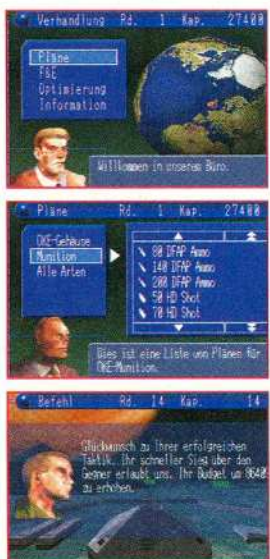 Verhandlung Rd. 1 Kap. 27400
Pläne
F&E
Optimierung
Information
Willkommen in unserem Büro.
Pläne Rd. 1 Kap. 27400
OKE-Gehäuse
Munition
Alle Arten
80 DFAP Ammo
140 DFAP Ammo
200 DFAP Ammo
50 HD Shot
70 HD Shot
Dies ist eine Liste von Plänen für
OKE-Munition.
Befehl Rd. 14 Kap. 14
Glückwunsch zu Ihrer erfolgreichen
Taktik. Ihr schneller Sieg über den
Gegner erlaubt uns, Ihr Budget um 8640
zu erhöhen.